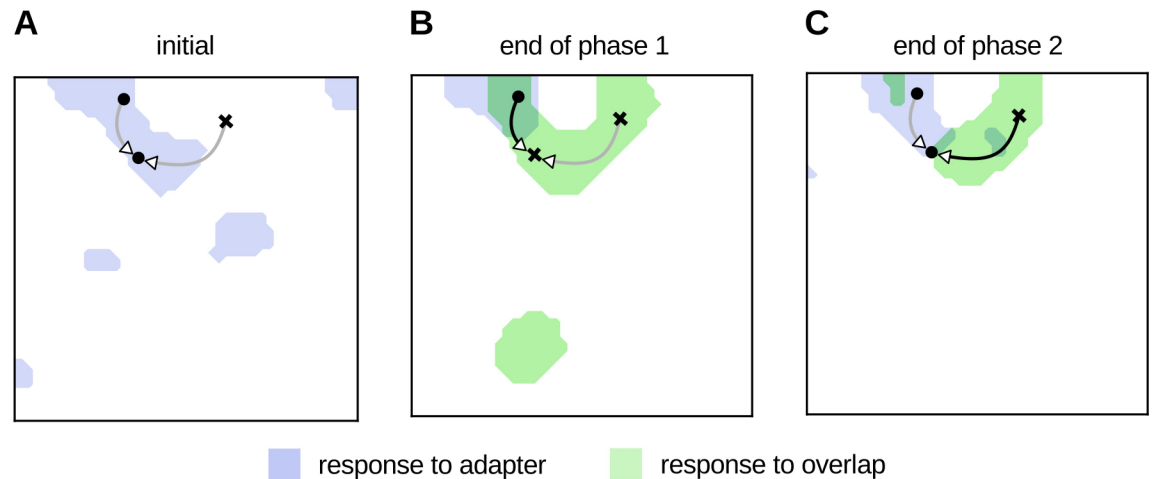 A
initial
B
end of phase 1
C
end of phase 2
response to adapter
response to overlap